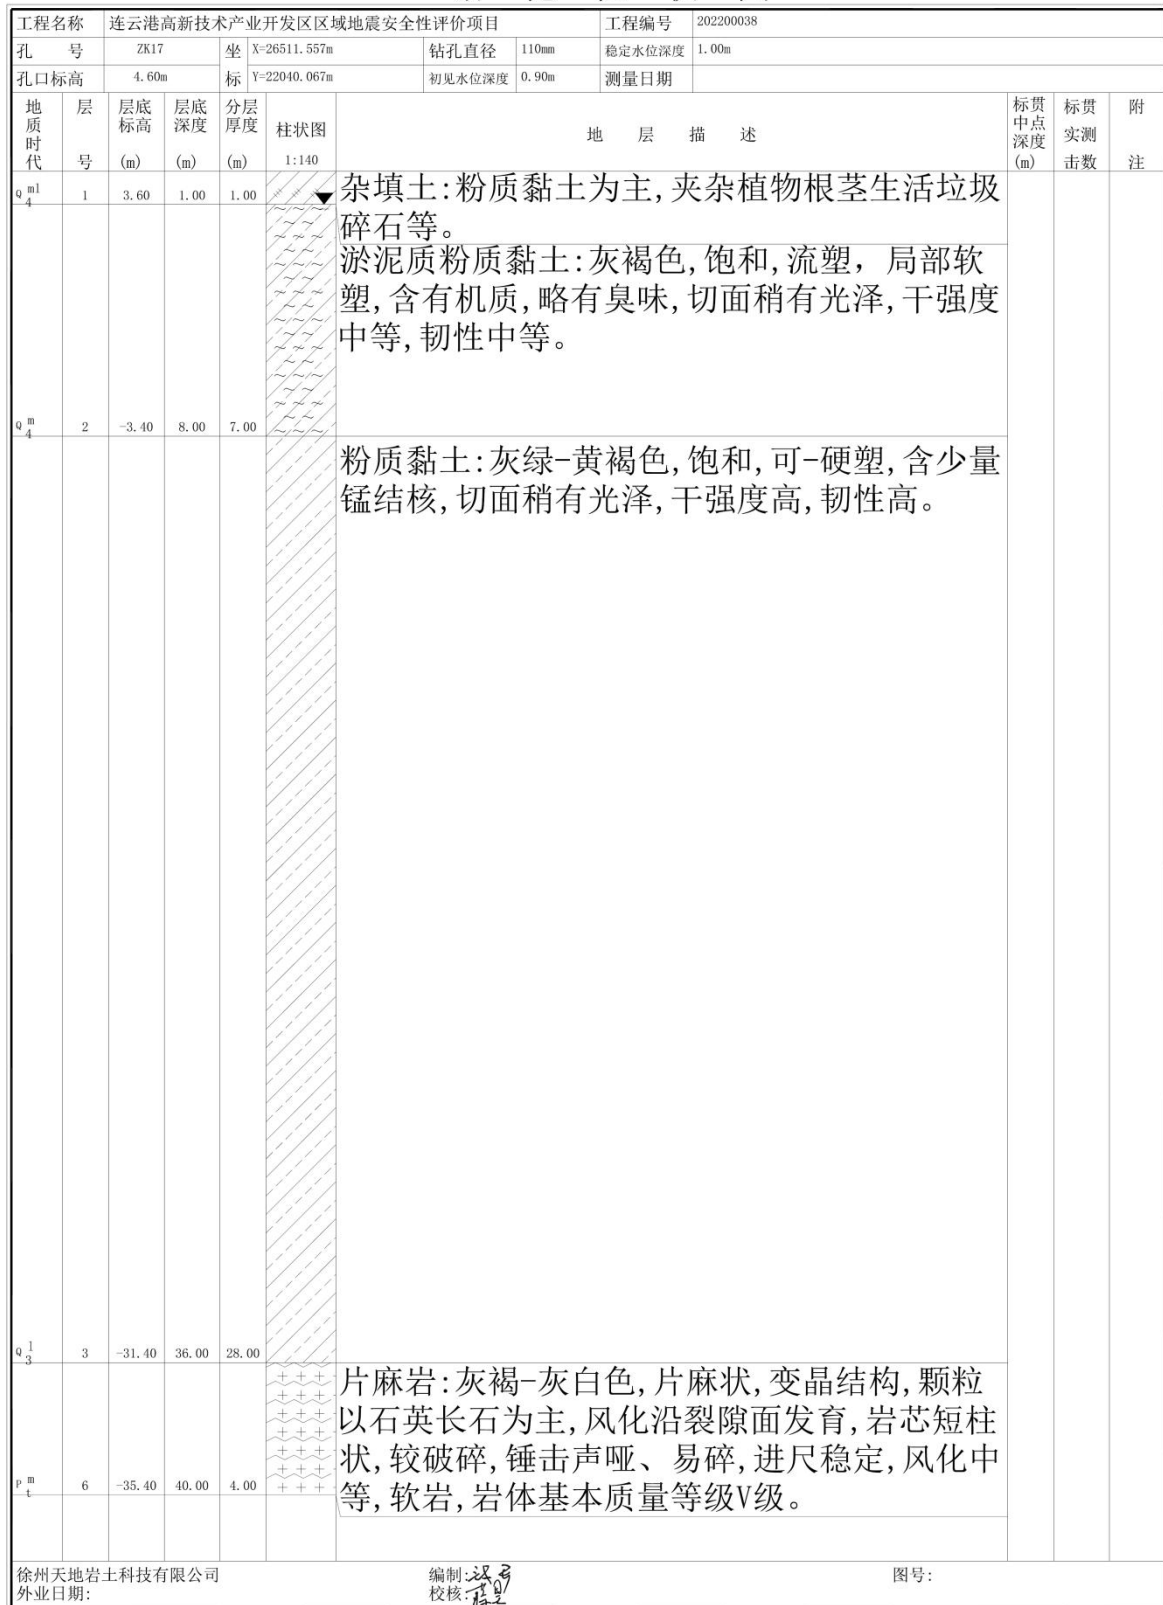 工程名称 连云港高新技术产业开发区区域地震安全性评价项目 工程编号 202200038
孔 号 ZK17 坐 X=26511.557m 钻孔直径 110mm 稳定水位深度 1.00m
孔口标高 4.60m 标 Y=22040.067m 初见水位深度 0.90m 测量日期
地质时代 层号 层底标高(m) 层底深度(m) 分层厚度(m) 柱状图 1:140 地 层 描 述 标贯中点深度(m) 标贯实测击数 附注
Q4ml 1 3.60 1.00 1.00 杂填土:粉质黏土为主,夹杂植物根茎生活垃圾
碎石等。
淤泥质粉质黏土:灰褐色,饱和,流塑，局部软
塑,含有机质,略有臭味,切面稍有光泽,干强度
中等,韧性中等。
Q4m 2 -3.40 8.00 7.00
粉质黏土:灰绿-黄褐色,饱和,可-硬塑,含少量
锰结核,切面稍有光泽,干强度高,韧性高。
Q3l 3 -31.40 36.00 28.00
片麻岩:灰褐-灰白色,片麻状,变晶结构,颗粒
以石英长石为主,风化沿裂隙面发育,岩芯短柱
状,较破碎,锤击声哑、易碎,进尺稳定,风化中
Ptm 6 -35.40 40.00 4.00 等,软岩,岩体基本质量等级V级。
徐州天地岩土科技有限公司 编制: 图号:
外业日期: 校核: